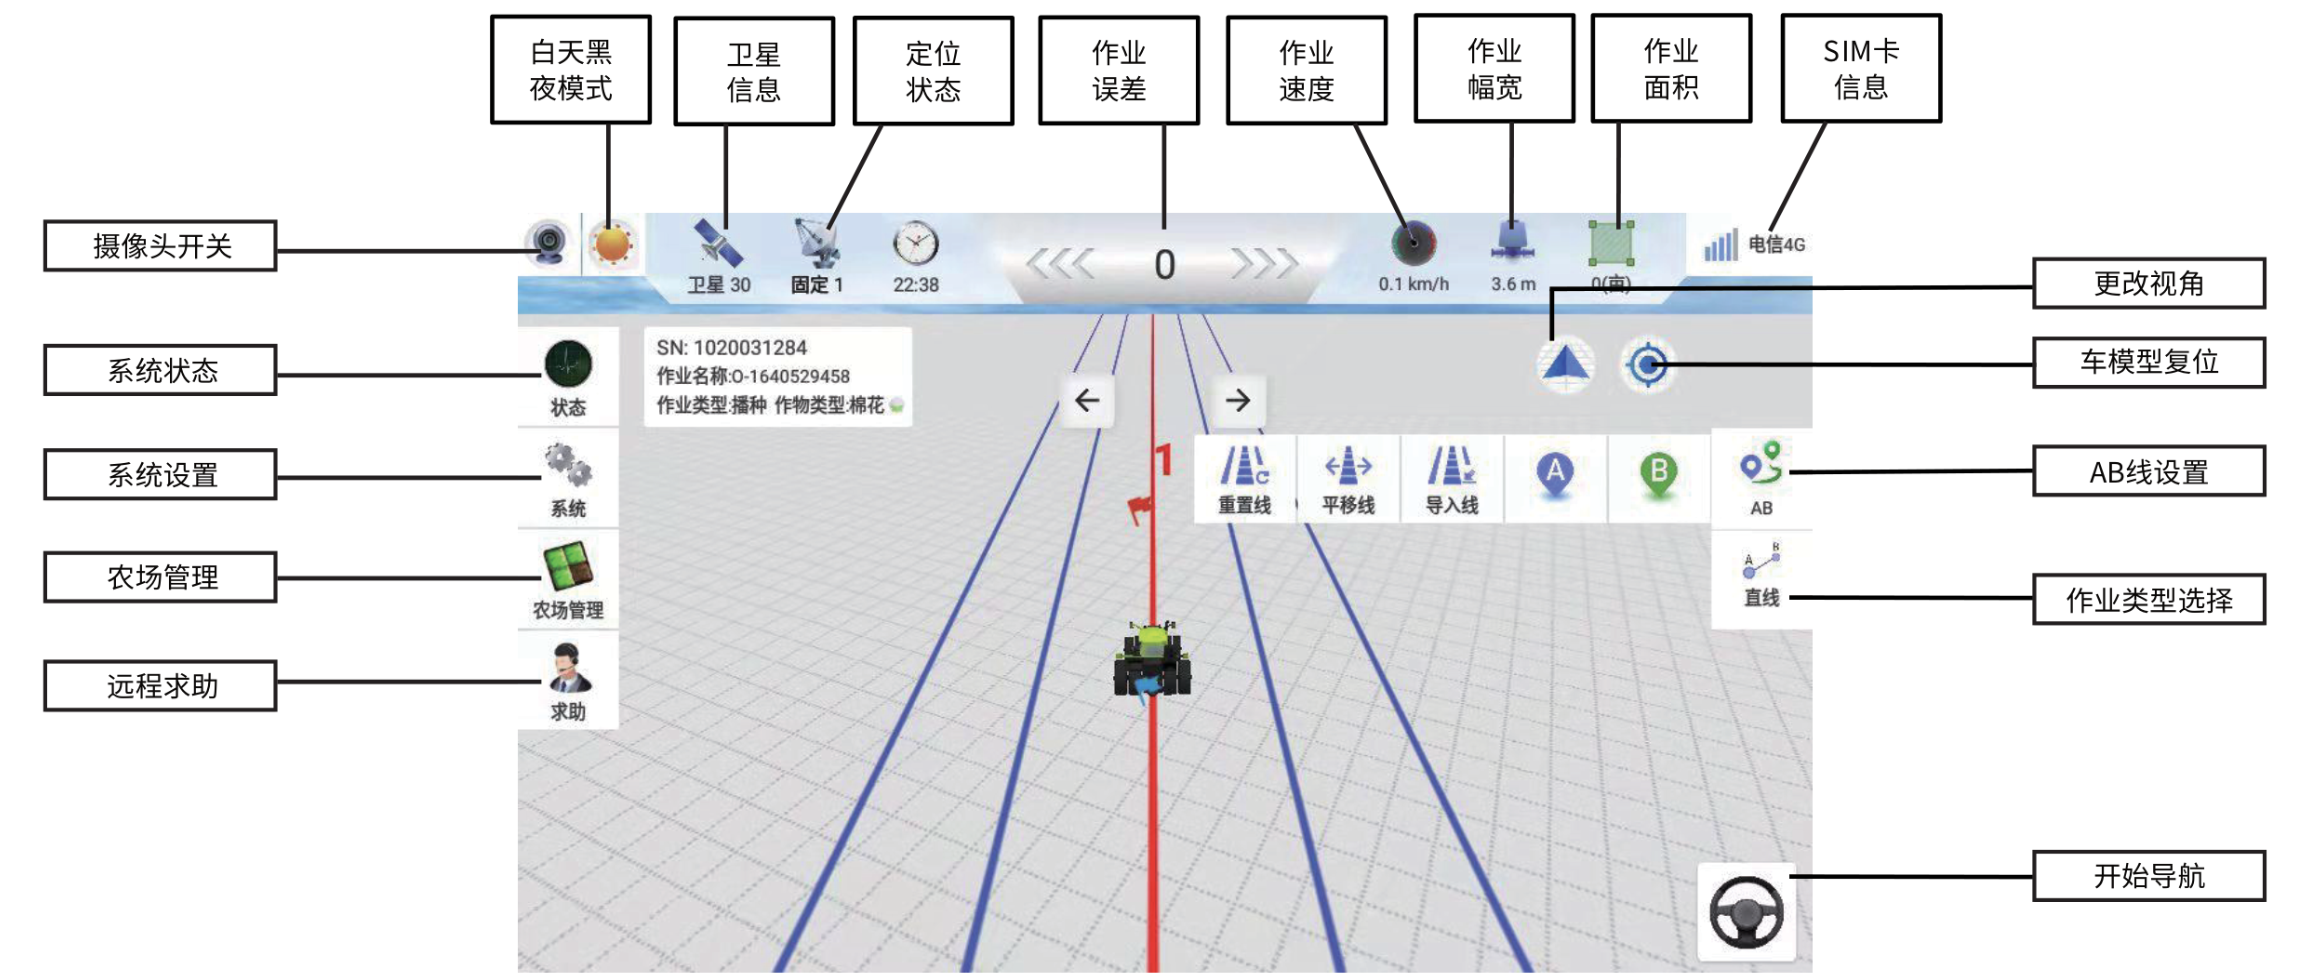 白天黑
夜模式
卫星
信息
定位
状态
作业
误差
作业
速度
作业
幅宽
作业
面积
SIM卡
信息
摄像头开关
系统状态
系统设置
农场管理
远程求助
卫星 30
固定 1
22:38
0
0.1 km/h
3.6 m
0(亩)
电信4G
SN: 1020031284
作业名称:O-1640529458
作业类型:播种 作物类型:棉花
状态
系统
农场管理
求助
1
重置线
平移线
导入线
A
B
AB
A
B
直线
更改视角
车模型复位
AB线设置
作业类型选择
开始导航